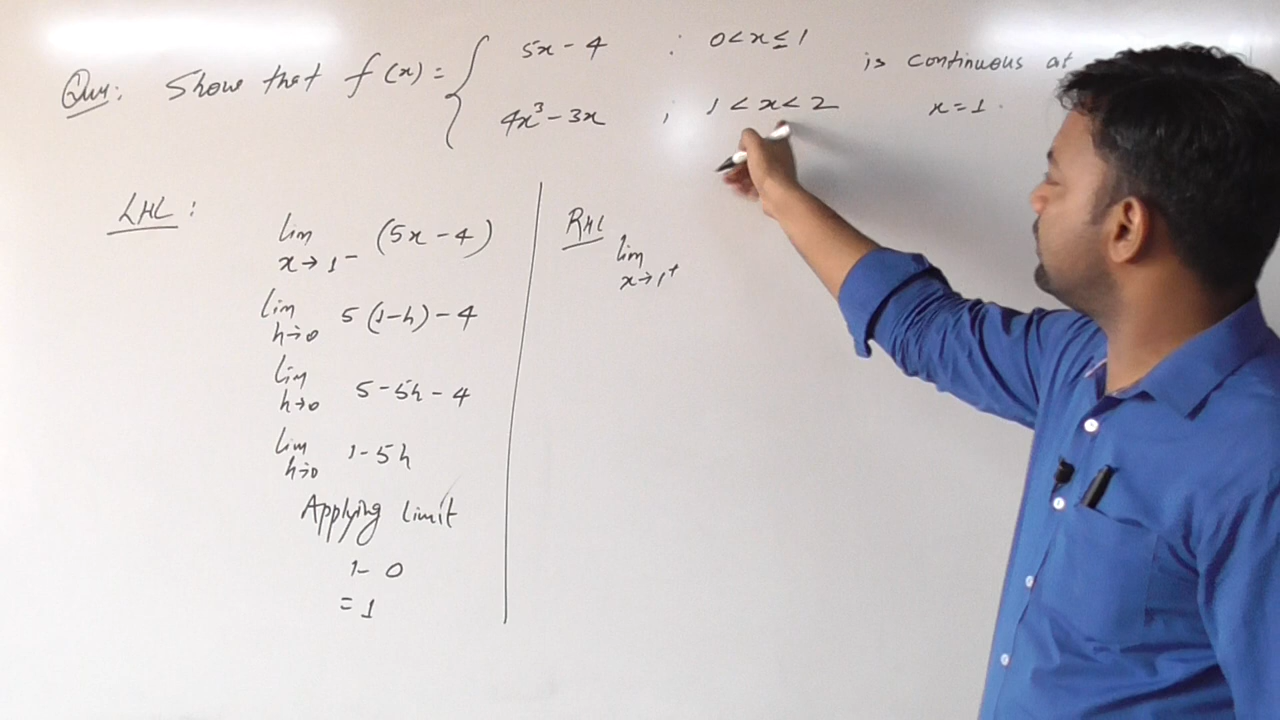 Ques: Show that f(x) = { 5x - 4 ; 0 < x ≤ 1 is continuous at
4x³ - 3x ; 1 < x < 2 x = 1.
LHL :
lim x→1- (5x - 4)
lim h→0 5(1-h) - 4
lim h→0 5 - 5h - 4
lim h→0 1 - 5h
Applying limit
1 - 0
= 1
RHL
lim x→1+